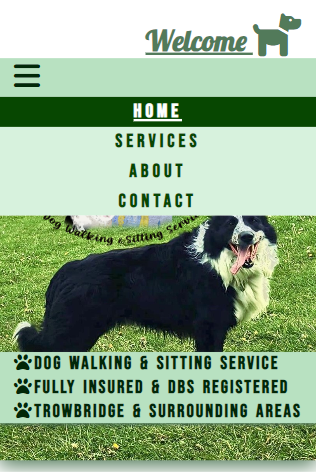 Welcome
HOME
SERVICES
ABOUT
CONTACT
Dog Walking & Sitting Service
DOG WALKING & SITTING SERVICE
FULLY INSURED & DBS REGISTERED
TROWBRIDGE & SURROUNDING AREAS